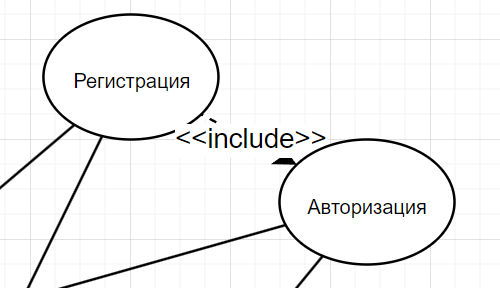 Регистрация
<<include>>
Авторизация